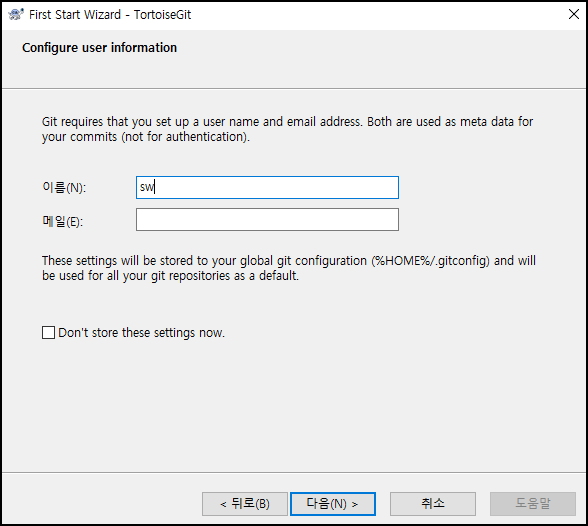 First Start Wizard - TortoiseGit
Configure user information
Git requires that you set up a user name and email address. Both are used as meta data for
your commits (not for authentication).
이름(N):
sw
메일(E):
These settings will be stored to your global git configuration (%HOME%/.gitconfig) and will
be used for all your git repositories as a default.
Don't store these settings now.
< 뒤로(B) 다음(N) > 취소 도움말